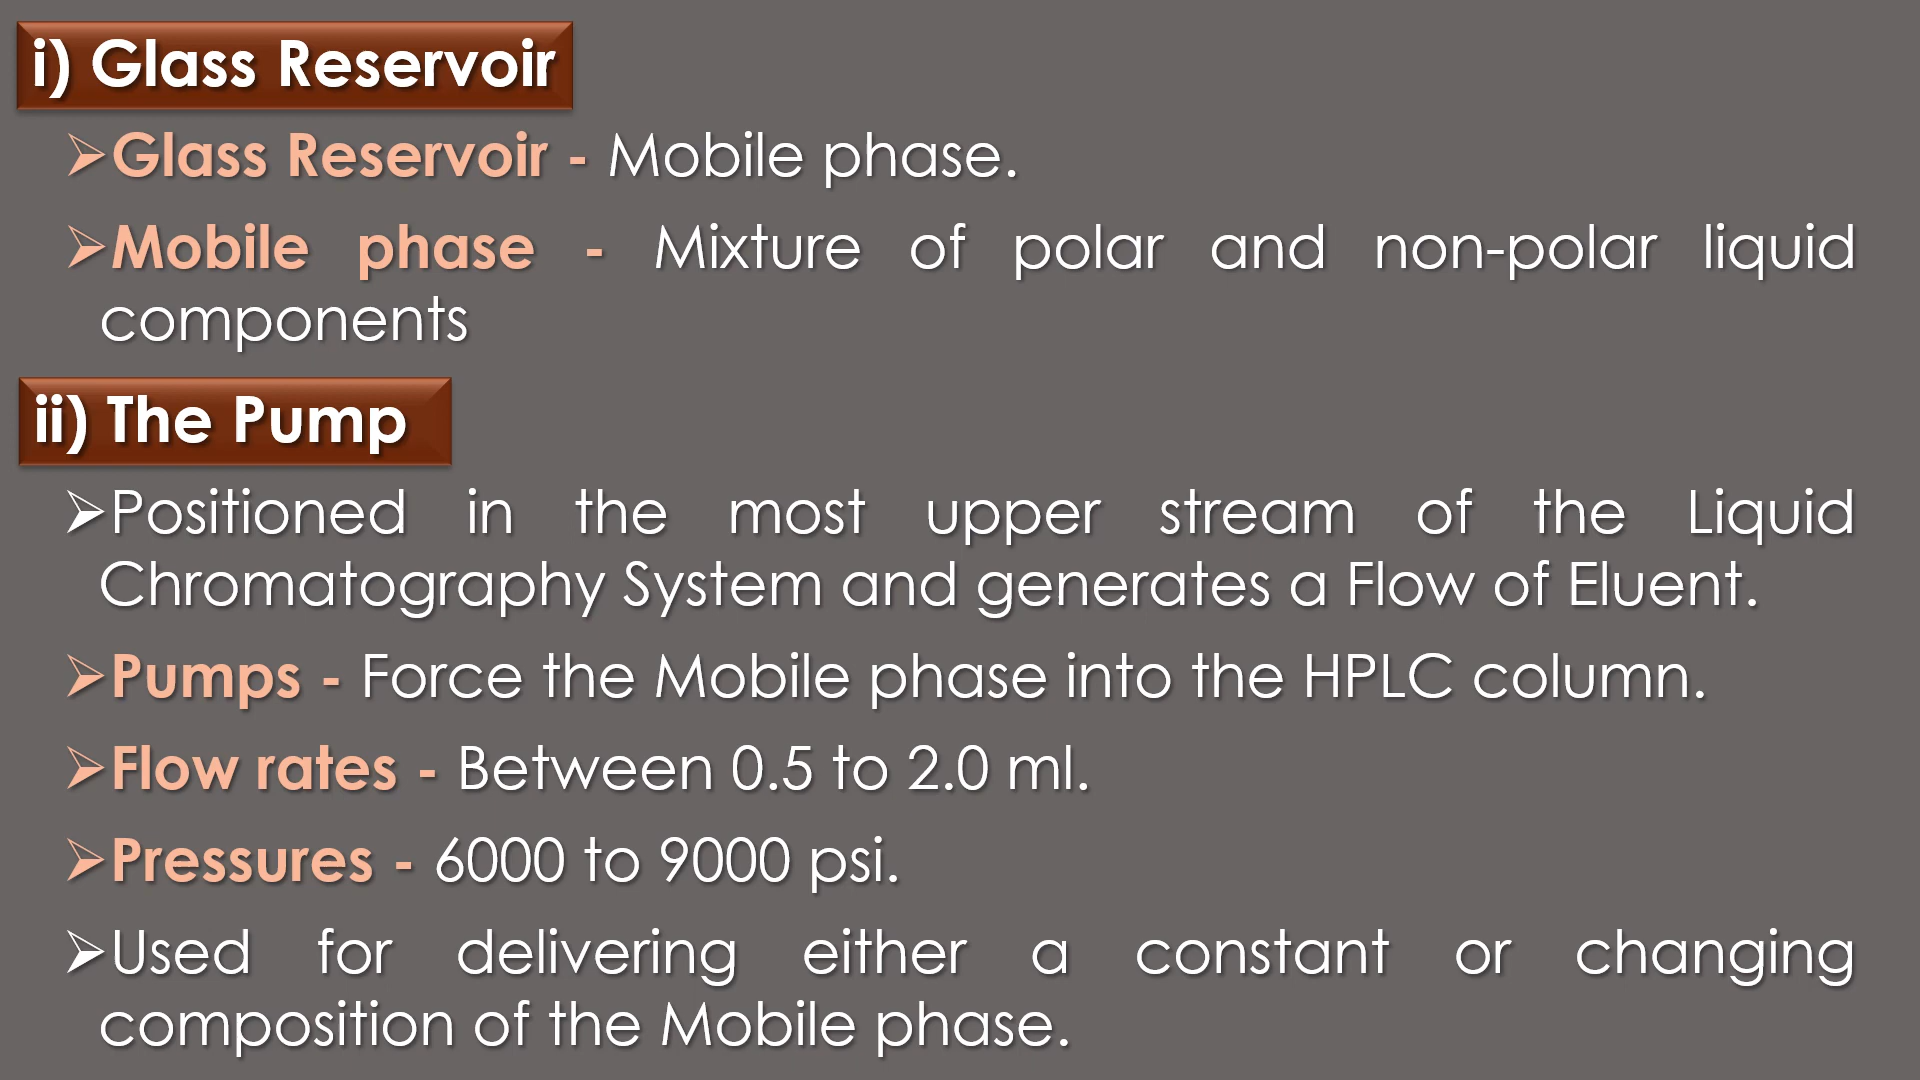 i) Glass Reservoir
➢Glass Reservoir - Mobile phase.
➢Mobile phase - Mixture of polar and non-polar liquid
components
ii) The Pump
➢Positioned in the most upper stream of the Liquid
Chromatography System and generates a Flow of Eluent.
➢Pumps - Force the Mobile phase into the HPLC column.
➢Flow rates - Between 0.5 to 2.0 ml.
➢Pressures - 6000 to 9000 psi.
➢Used for delivering either a constant or changing
composition of the Mobile phase.